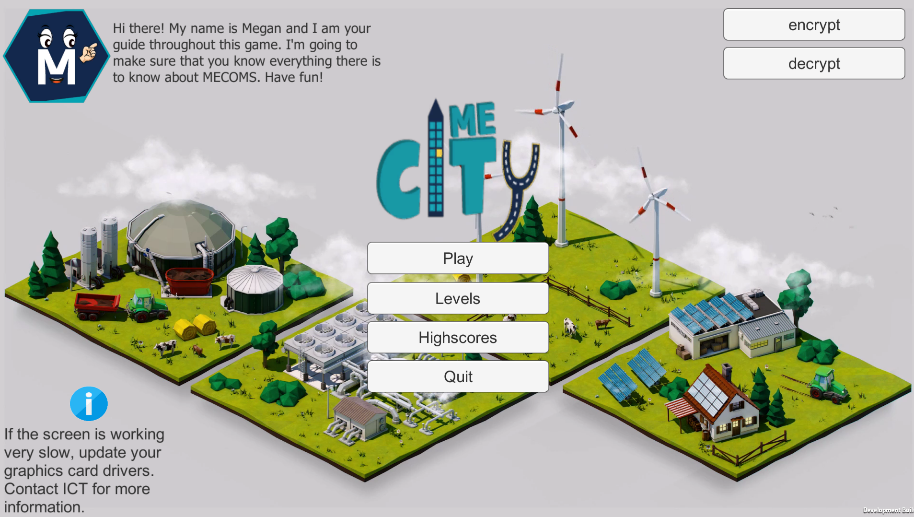 M
Hi there! My name is Megan and I am your
guide throughout this game. I'm going to
make sure that you know everything there is
to know about MECOMS. Have fun!
encrypt
decrypt
ME
CITY
Play
Levels
Highscores
Quit
i
If the screen is working
very slow, update your
graphics card drivers.
Contact ICT for more
information.
Development